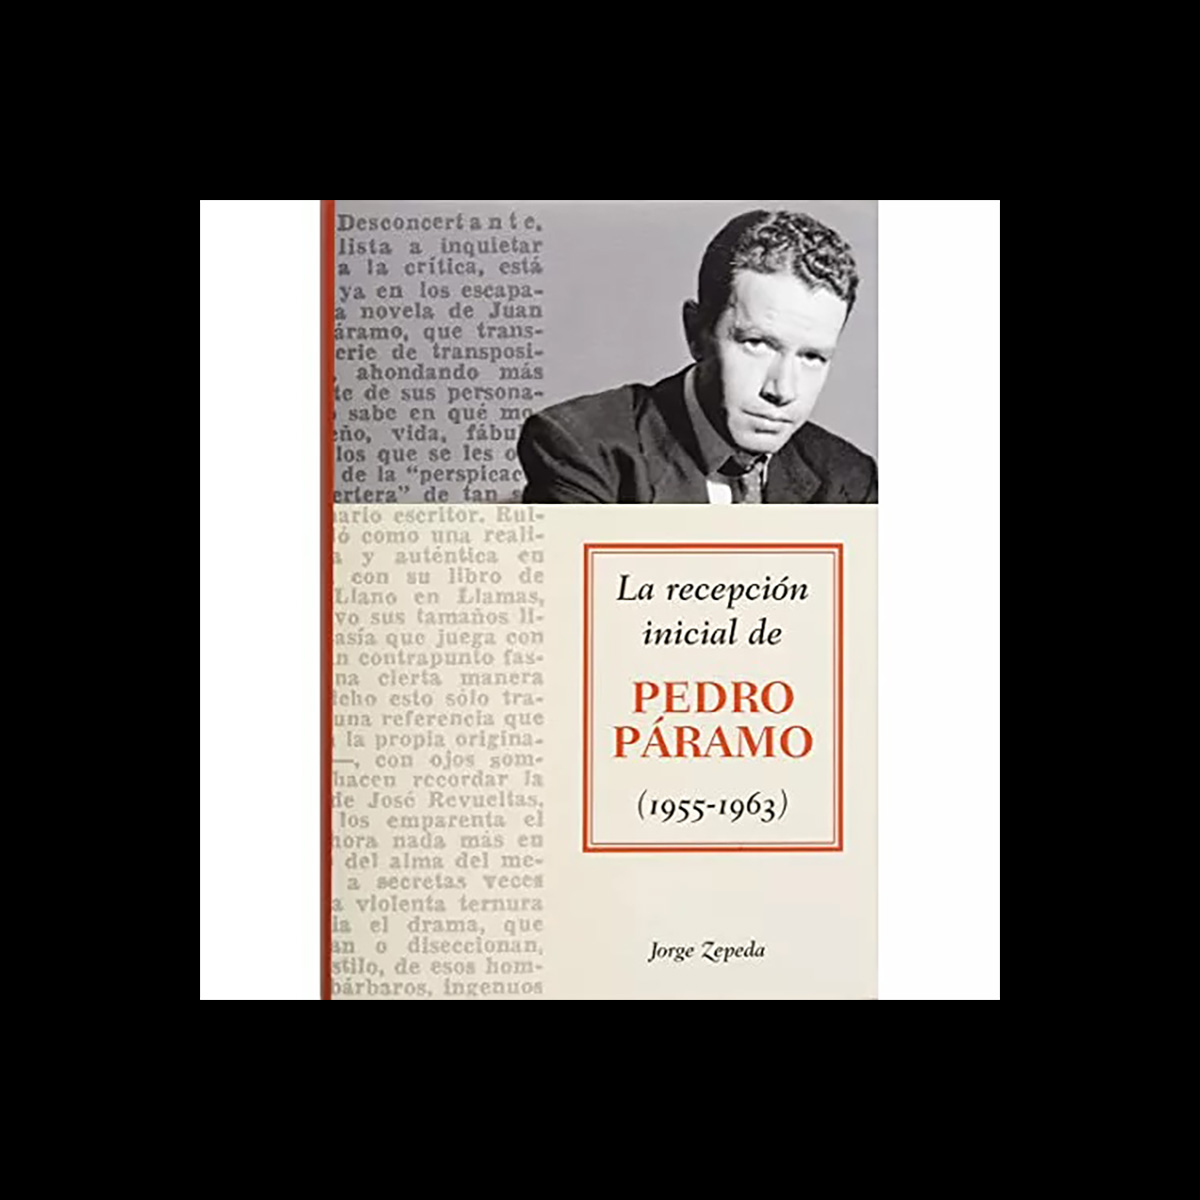 Desconcertante,
lista a inquietar
a la crítica, está
ya en los escapa-
a novela de Juan
áramo, que trans-
erie de transposi-
ahondando más
te de sus persona-
sabe en qué mo
eño, vida, fábu
los que se les o
de la "perspicac
ertera" de tan s
ario escritor. Rul-
ó como una reali-
a y auténtica en
con su libro de
Llano en Llamas,
vo sus tamaños li-
asía que juega con
n contrapunto fas-
na cierta manera
icho esto sólo tra-
una referencia que
la propia origina-
—, con ojos som-
hacen recordar la
de José Revueltas,
los emparenta el
hora nada más en
del alma del me-
a secretas veces
a violenta ternura
ia el drama, que
an o diseccionan,
stilo, de esos hom-
bárbaros, ingenuos
La recepción
inicial de
PEDRO
PÁRAMO
(1955-1963)
Jorge Zepeda